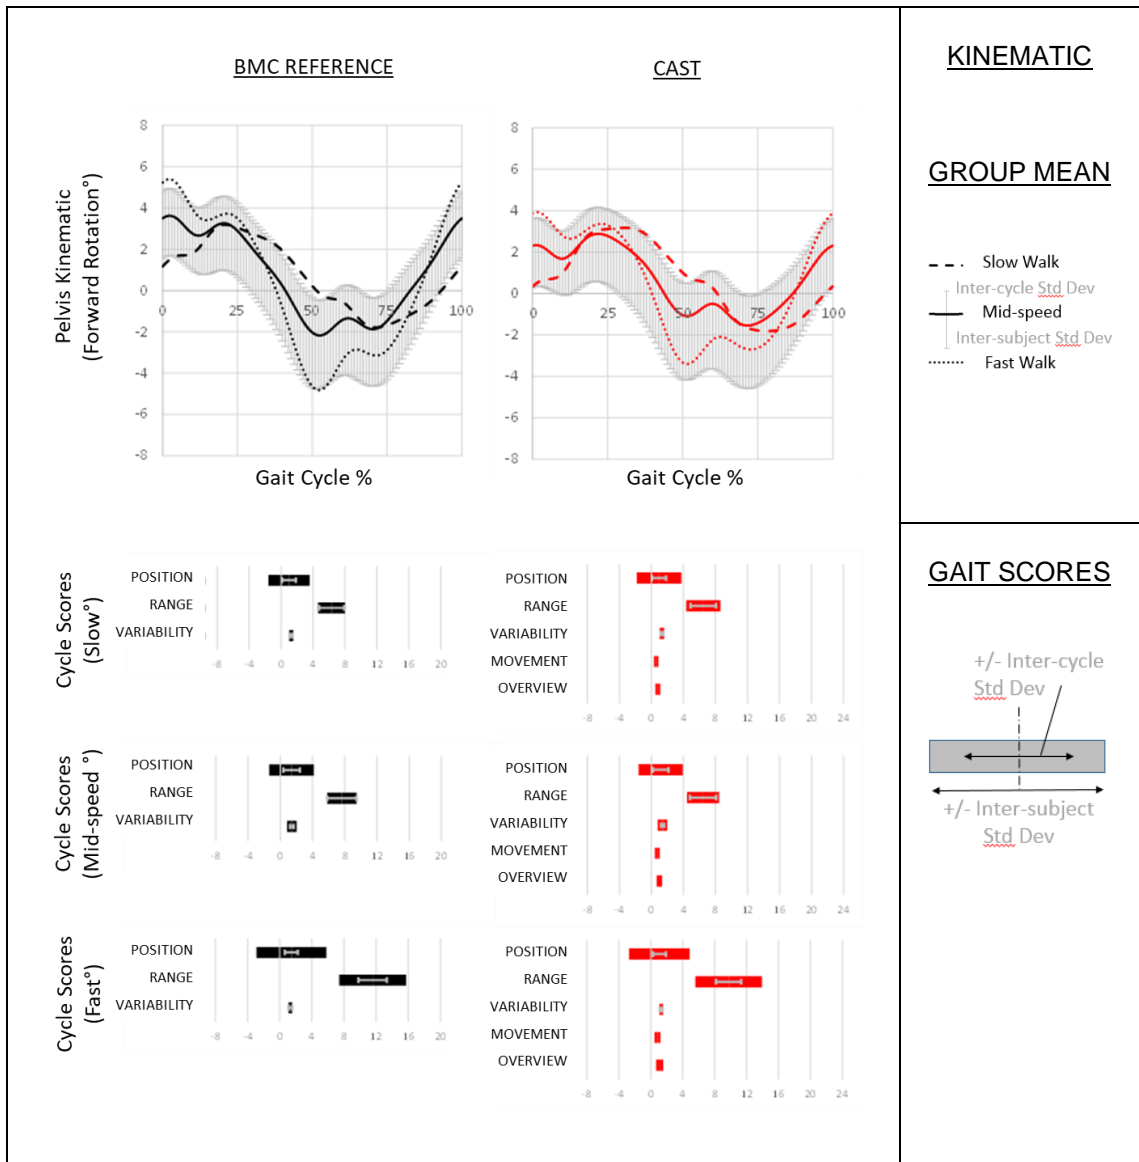 BMC REFERENCE
CAST
Pelvis Kinematic
(Forward Rotation°)
8
6
4
2
0
-2
-4
-6
-8
0
25
50
75
100
Gait Cycle %
8
6
4
2
0
-2
-4
-6
-8
0
25
50
75
100
Gait Cycle %
KINEMATIC
GROUP MEAN
Slow Walk
Inter-cycle Std Dev
Mid-speed
Inter-subject Std Dev
Fast Walk
Cycle Scores
(Slow°)
POSITION
RANGE
VARIABILITY
-8 -4 0 4 8 12 16 20
POSITION
RANGE
VARIABILITY
MOVEMENT
OVERVIEW
-8 -4 0 4 8 12 16 20 24
Cycle Scores
(Mid-speed °)
POSITION
RANGE
VARIABILITY
-8 -4 0 4 8 12 16 20
POSITION
RANGE
VARIABILITY
MOVEMENT
OVERVIEW
-8 -4 0 4 8 12 16 20 24
Cycle Scores
(Fast°)
POSITION
RANGE
VARIABILITY
-8 -4 0 4 8 12 16 20
POSITION
RANGE
VARIABILITY
MOVEMENT
OVERVIEW
-8 -4 0 4 8 12 16 20 24
GAIT SCORES
+/- Inter-cycle
Std Dev
+/- Inter-subject
Std Dev